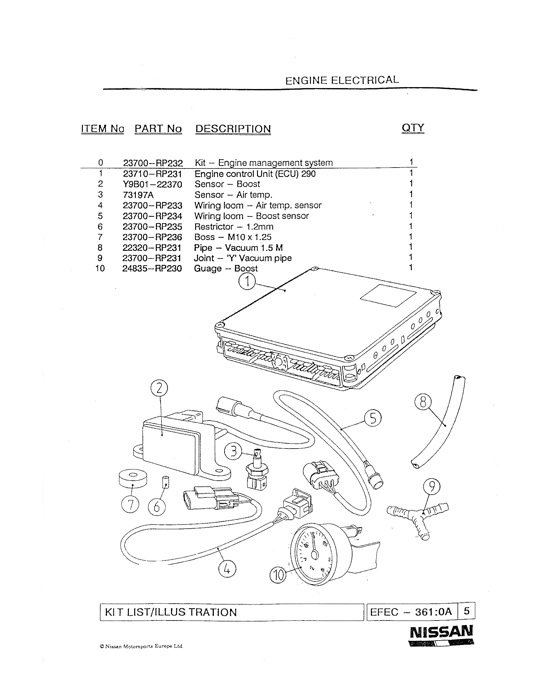 ENGINE ELECTRICAL
ITEM No PART No DESCRIPTION QTY
0 23700-RP232 Kit - Engine management system 1
1 23710-RP231 Engine control Unit (ECU) 290 1
2 Y9B01-22370 Sensor - Boost 1
3 73197A Sensor - Air temp. 1
4 23700-RP233 Wiring loom - Air temp. sensor 1
5 23700-RP234 Wiring loom - Boost sensor 1
6 23700-RP235 Restrictor - 1.2mm 1
7 23700-RP236 Boss - M10 x 1.25 1
8 22320-RP231 Pipe - Vacuum 1.5 M 1
9 23700-RP231 Joint - 'Y' Vacuum pipe 1
10 24835-RP230 Guage - Boost 1
1
2
3
5
8
7
6
9
4
10
KIT LIST/ILLUS TRATION EFEC - 361:0A 5
NISSAN
© Nissan Motorsports Europe Ltd